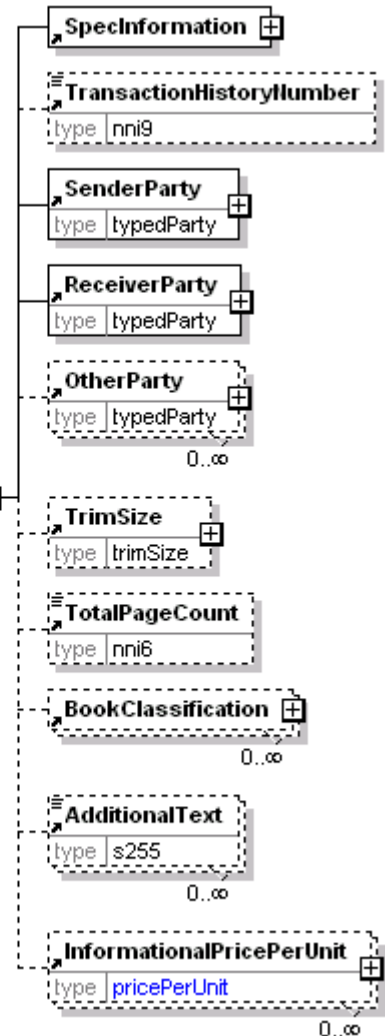 SpecInformation
TransactionHistoryNumber
type nni9
SenderParty
type typedParty
ReceiverParty
type typedParty
OtherParty
type typedParty
0..∞
TrimSize
type trimSize
TotalPageCount
type nni6
BookClassification
0..∞
AdditionalText
type s255
0..∞
InformationalPricePerUnit
type pricePerUnit
0..∞